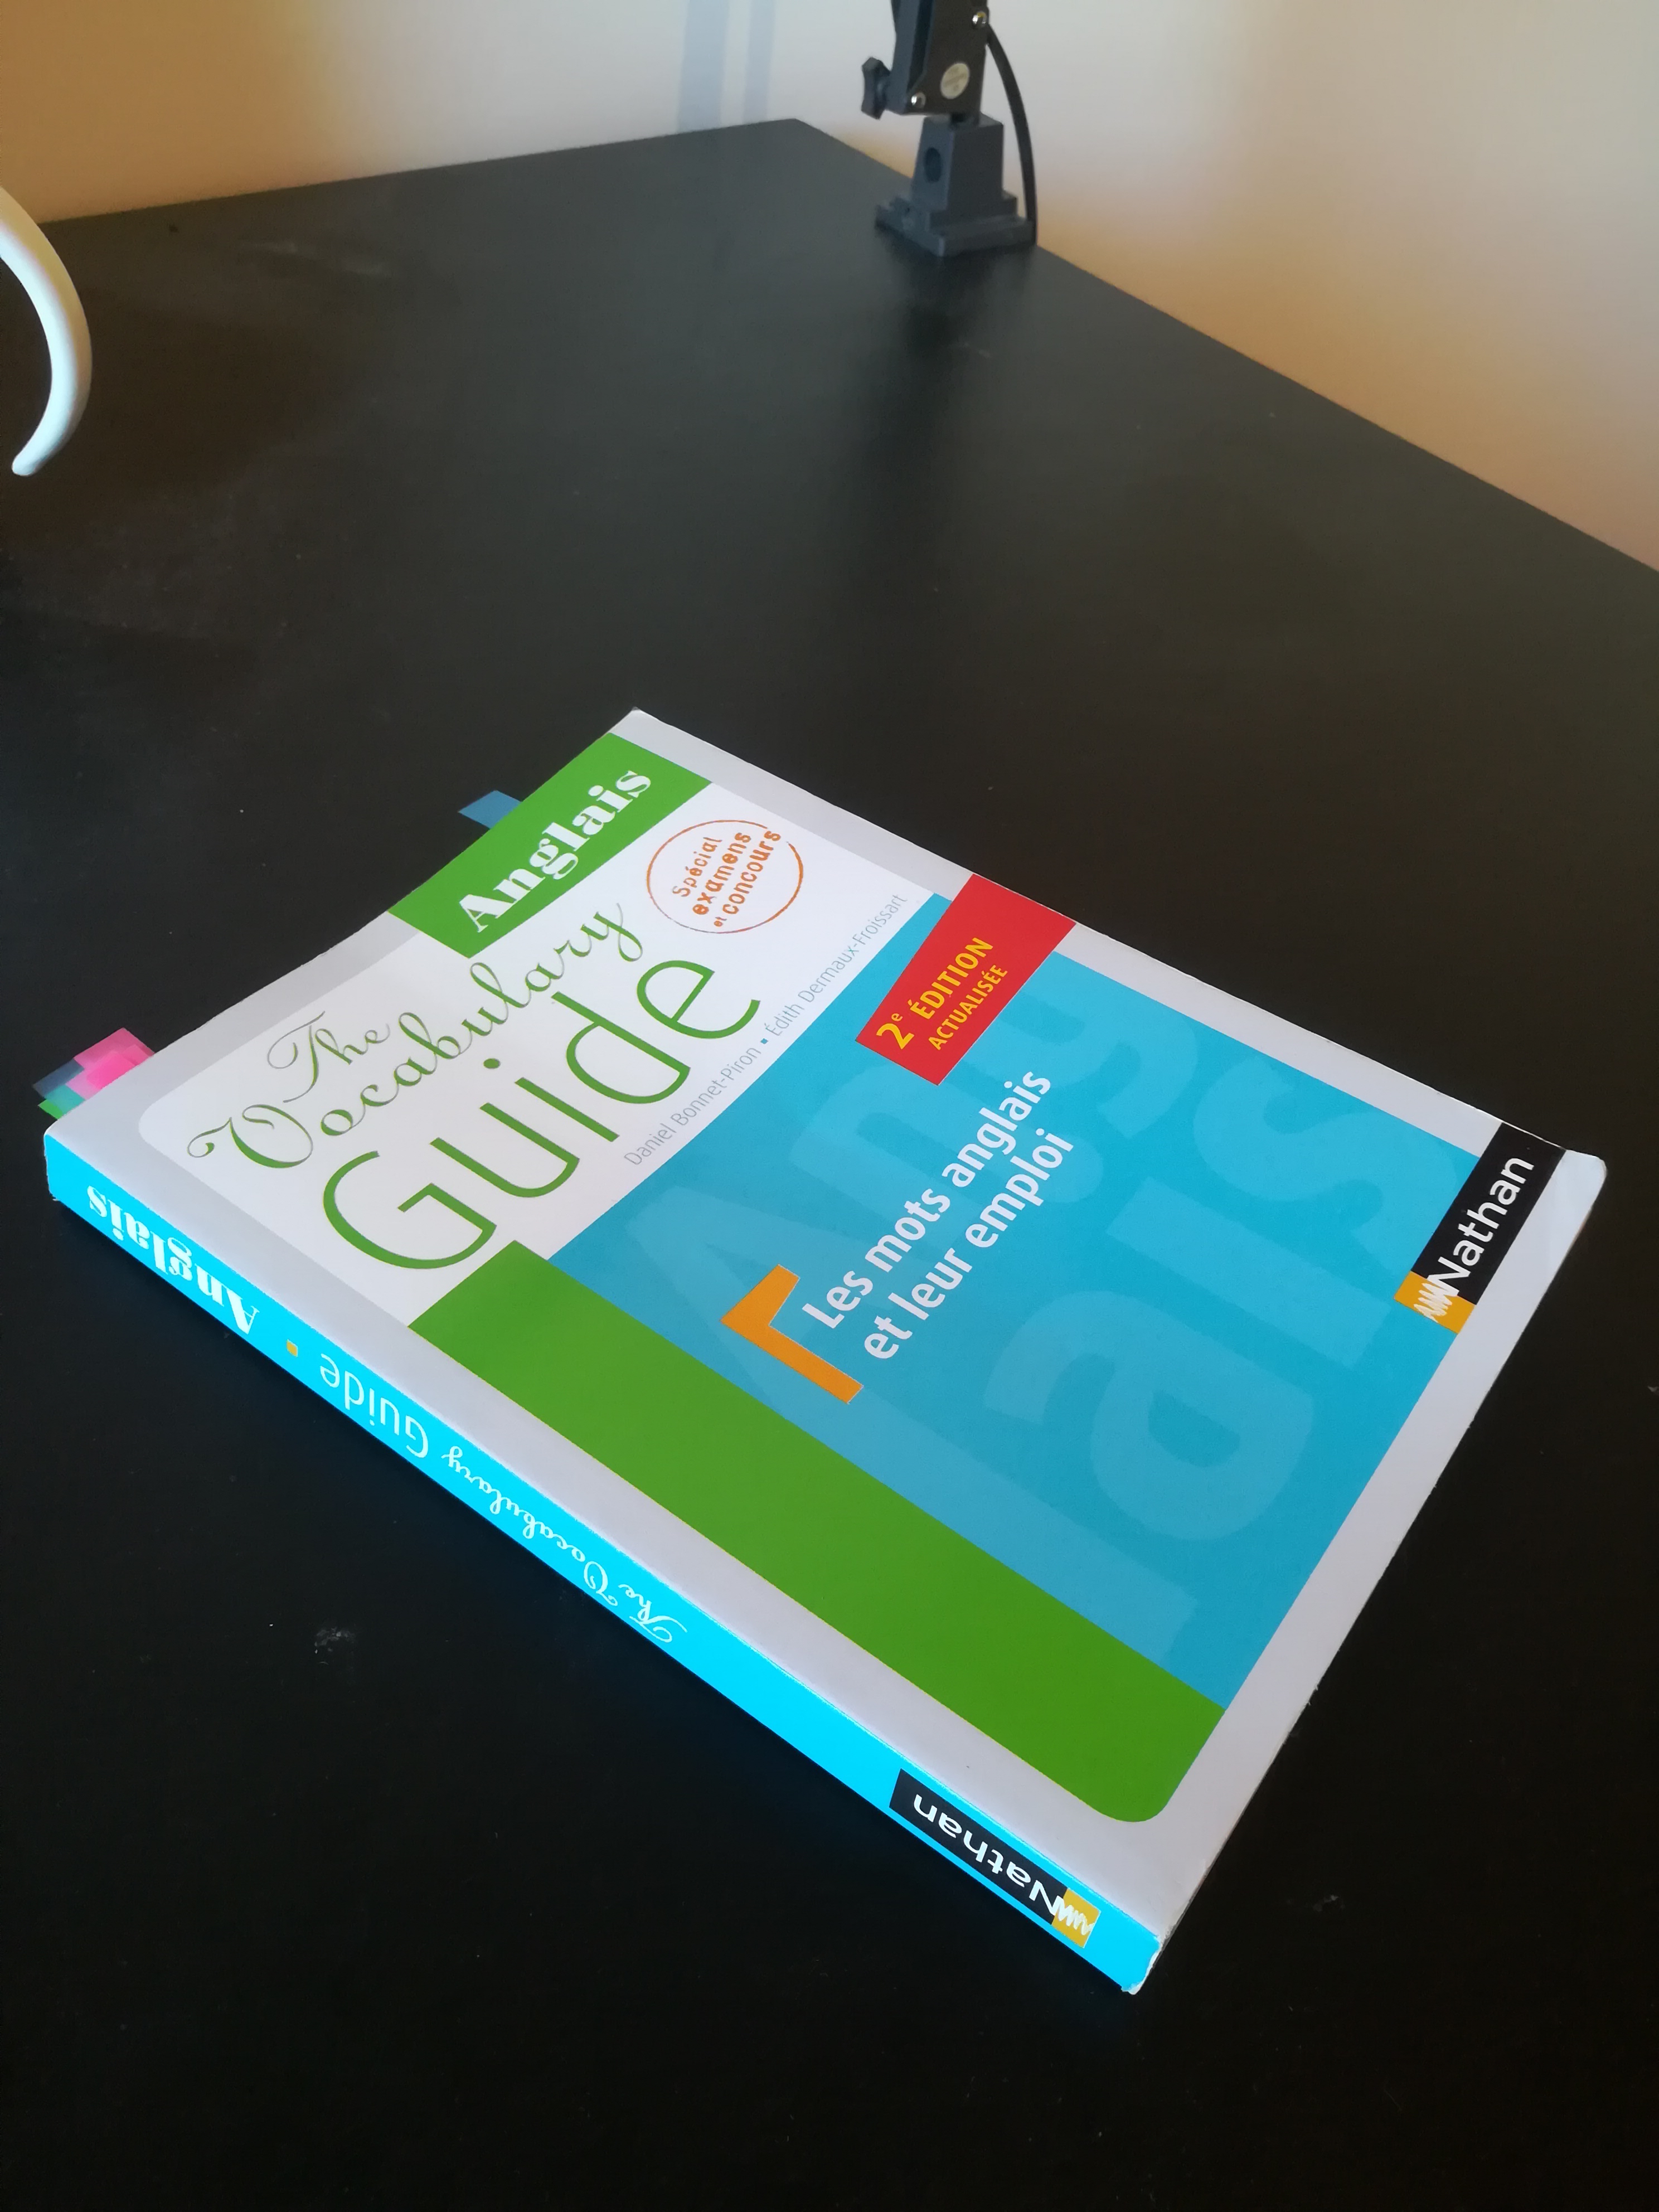 Anglais
The
Vocabulary
Guide
Spécial
examens
et concours
Daniel Bonnet-Piron ▪ Édith Dermaux-Froissart
2e ÉDITION
ACTUALISÉE
Les mots anglais
et leur emploi
Anglais
Nathan
The Vocabulary Guide ▪ Anglais
Nathan